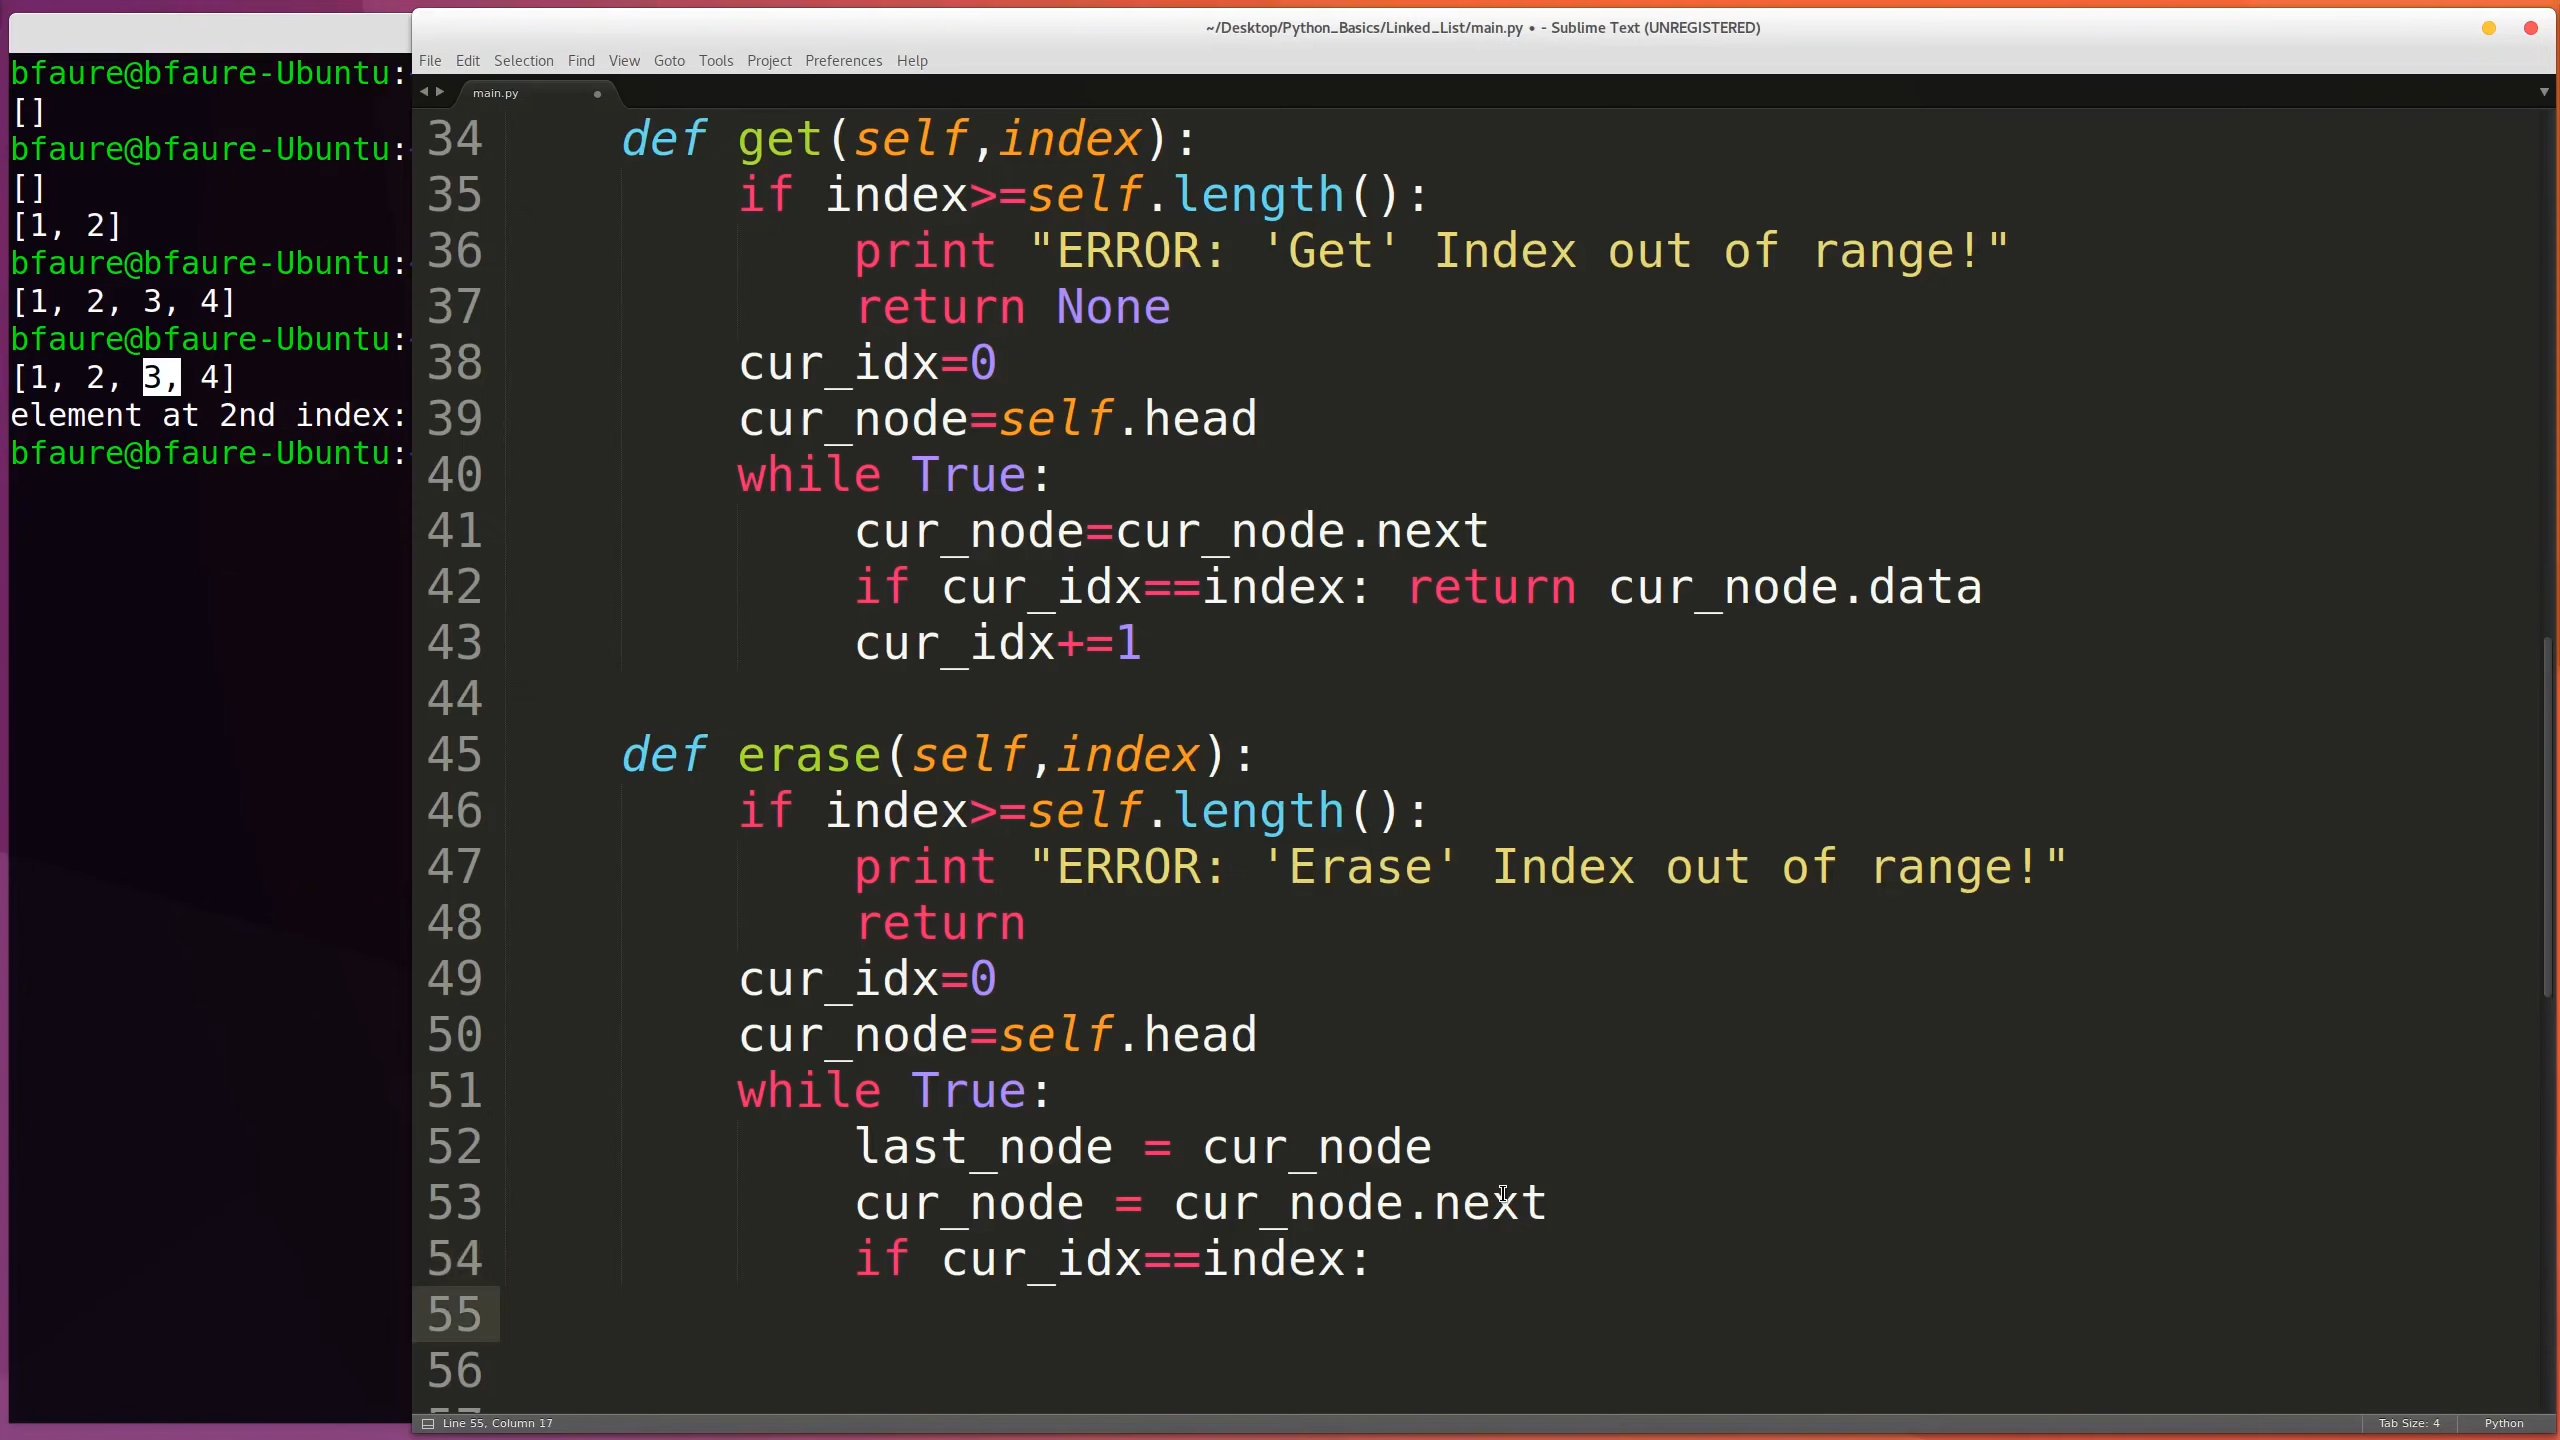 bfaure@bfaure-Ubuntu:
[]
bfaure@bfaure-Ubuntu:
[]
[1, 2]
bfaure@bfaure-Ubuntu:
[1, 2, 3, 4]
bfaure@bfaure-Ubuntu:
[1, 2, 3, 4]
element at 2nd index:
bfaure@bfaure-Ubuntu:
~/Desktop/Python_Basics/Linked_List/main.py • - Sublime Text (UNREGISTERED)
File Edit Selection Find View Goto Tools Project Preferences Help
main.py
34 def get(self,index):
35 if index>=self.length():
36 print "ERROR: 'Get' Index out of range!"
37 return None
38 cur_idx=0
39 cur_node=self.head
40 while True:
41 cur_node=cur_node.next
42 if cur_idx==index: return cur_node.data
43 cur_idx+=1
44
45 def erase(self,index):
46 if index>=self.length():
47 print "ERROR: 'Erase' Index out of range!"
48 return
49 cur_idx=0
50 cur_node=self.head
51 while True:
52 last_node = cur_node
53 cur_node = cur_node.next
54 if cur_idx==index:
55
56
Line 55, Column 17
Tab Size: 4
Python